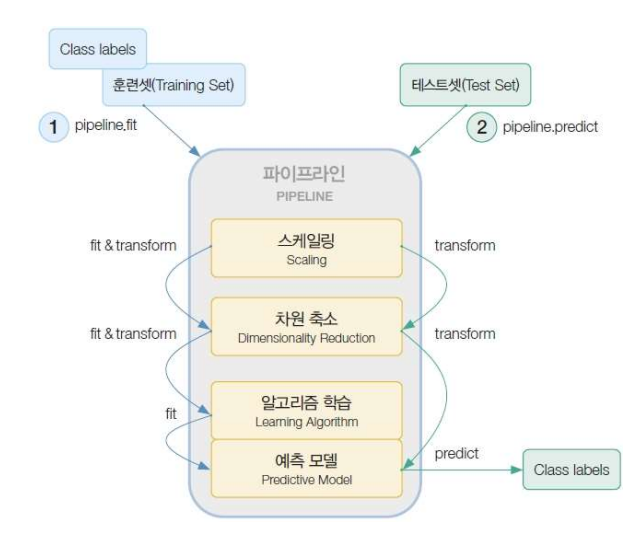 Class labels
훈련셋(Training Set)
1 pipeline.fit
테스트셋(Test Set)
2 pipeline.predict
파이프라인
PIPELINE
fit & transform
스케일링
Scaling
transform
fit & transform
차원 축소
Dimensionality Reduction
transform
fit
알고리즘 학습
Learning Algorithm
예측 모델
Predictive Model
predict
Class labels